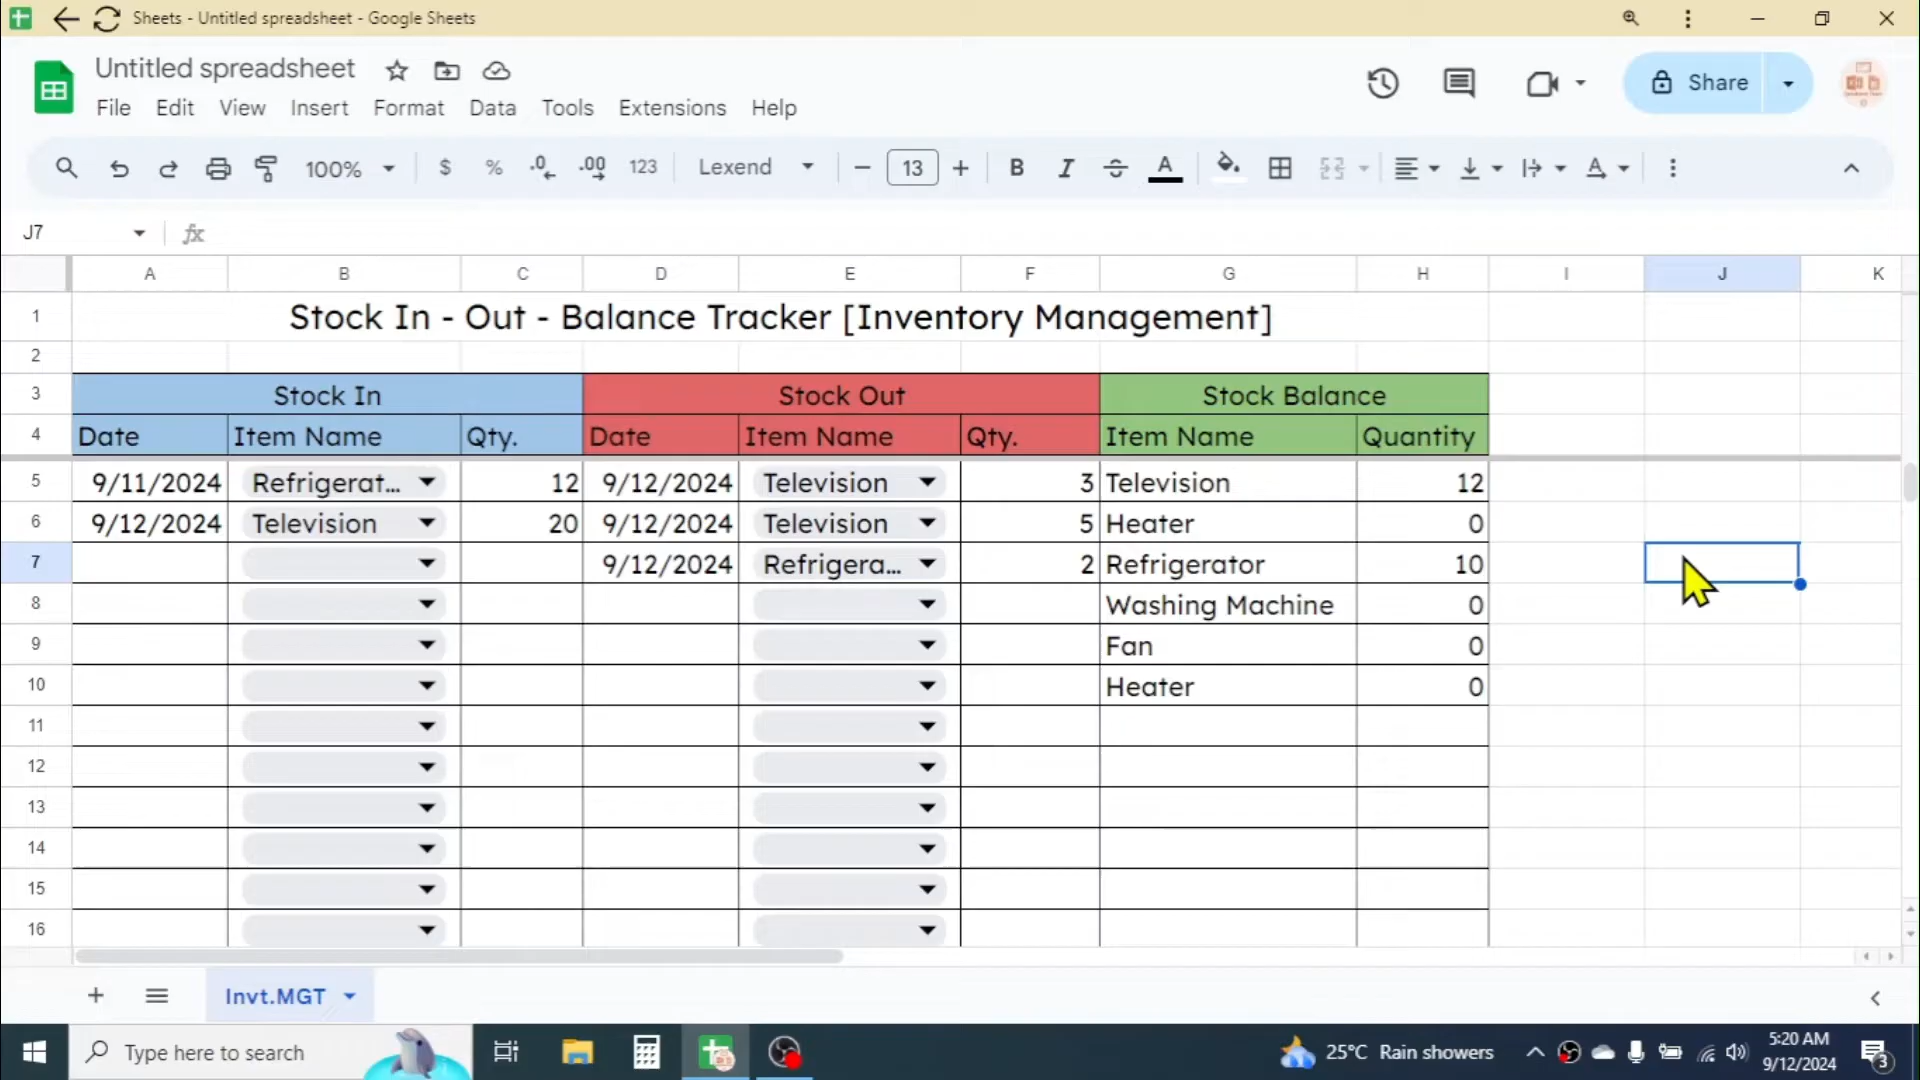 Sheets - Untitled spreadsheet - Google Sheets
Untitled spreadsheet
File Edit View Insert Format Data Tools Extensions Help
Share
100% $ % .0 .00 123 Lexend 13 B I A
J7 fx
A B C D E F G H I J K
1 Stock In - Out - Balance Tracker [Inventory Management]
2
3 Stock In Stock Out Stock Balance
4 Date Item Name Qty. Date Item Name Qty. Item Name Quantity
5 9/11/2024 Refrigerat... 12 9/12/2024 Television 3 Television 12
6 9/12/2024 Television 20 9/12/2024 Television 5 Heater 0
7 9/12/2024 Refrigera... 2 Refrigerator 10
8 Washing Machine 0
9 Fan 0
10 Heater 0
11
12
13
14
15
16
Invt.MGT
Type here to search
25°C Rain showers
5:20 AM
9/12/2024
3